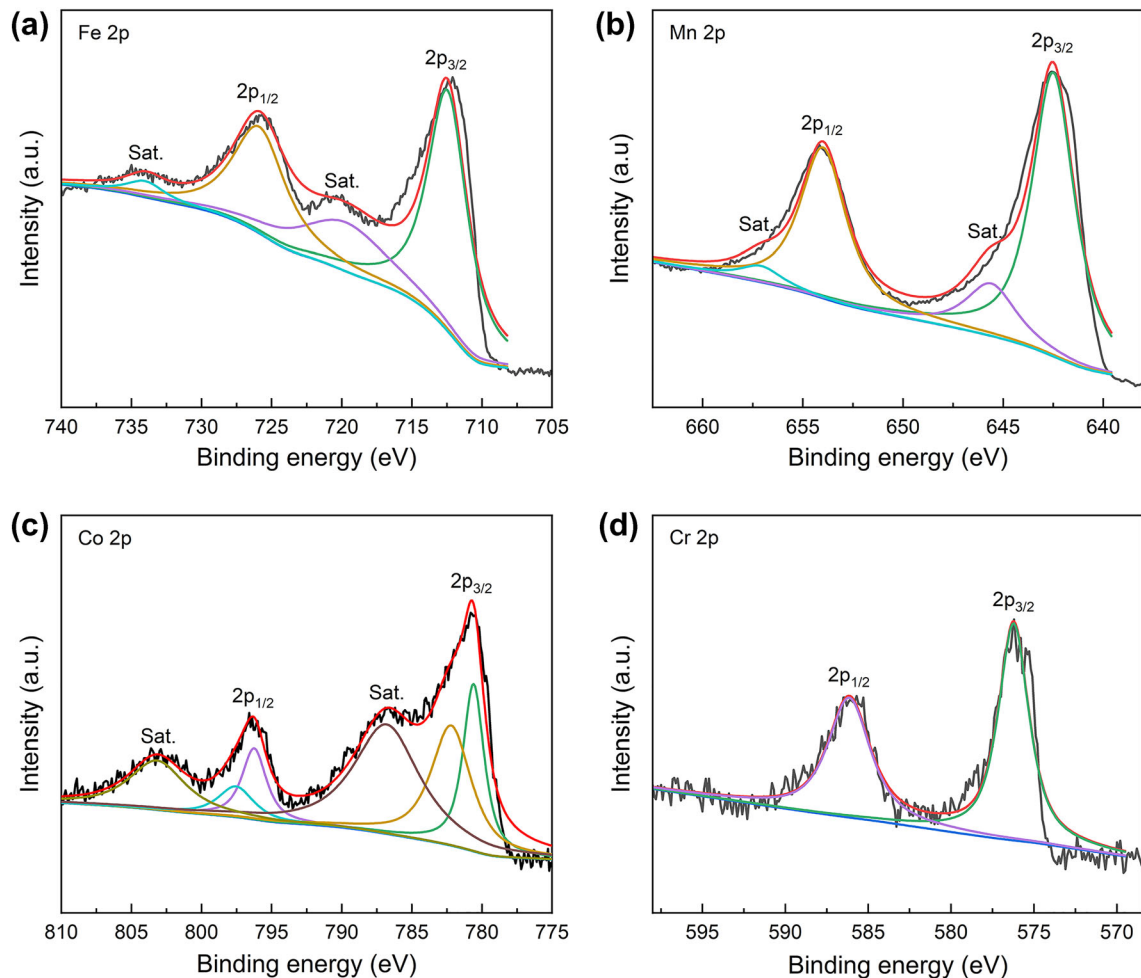 (a) Fe 2p
2p3/2
2p1/2
Sat.
Sat.
Intensity (a.u.)
740 735 730 725 720 715 710 705
Binding energy (eV)
(b) Mn 2p
2p3/2
2p1/2
Sat.
Sat.
Intensity (a.u)
660 654 650 645 640
Binding energy (eV)
(c) Co 2p
2p3/2
Sat.
2p1/2
Sat.
Intensity (a.u.)
810 805 800 795 790 785 780 775
Binding energy (eV)
(d) Cr 2p
2p3/2
2p1/2
Intensity (a.u.)
595 590 585 580 575 570
Binding energy (eV)